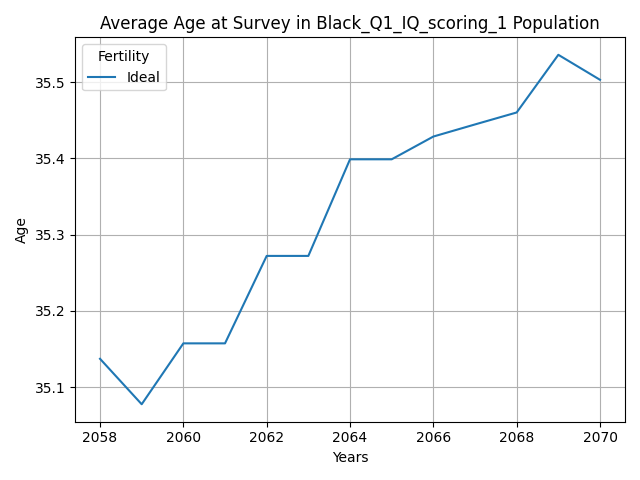 Average Age at Survey in Black_Q1_IQ_scoring_1 Population
Fertility
Ideal
Age
35.5
35.4
35.3
35.2
35.1
2058 2060 2062 2064 2066 2068 2070
Years